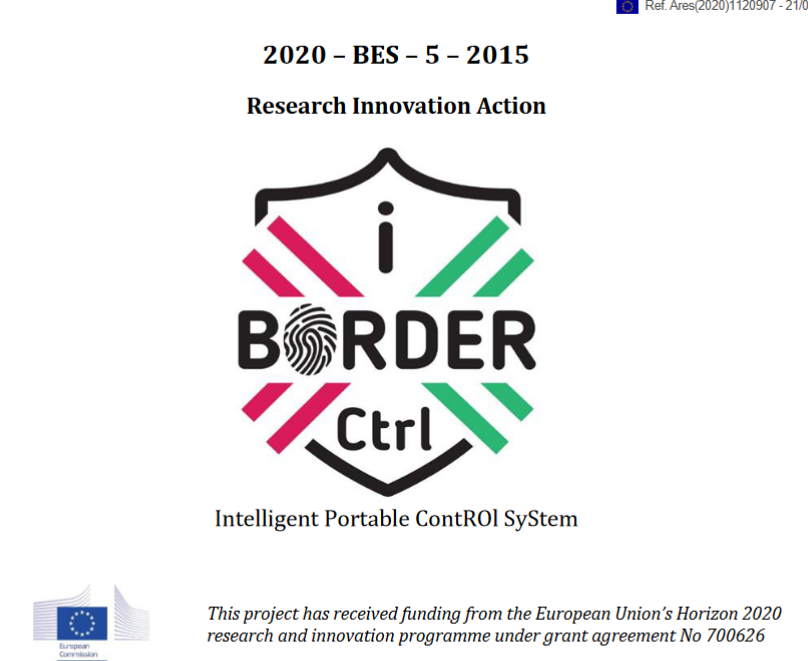 Ref. Ares(2020)1120907 - 21/0
2020 – BES – 5 – 2015
Research Innovation Action
i
BORDER
Ctrl
Intelligent Portable ContROl SyStem
This project has received funding from the European Union's Horizon 2020
research and innovation programme under grant agreement No 700626
European
Commission